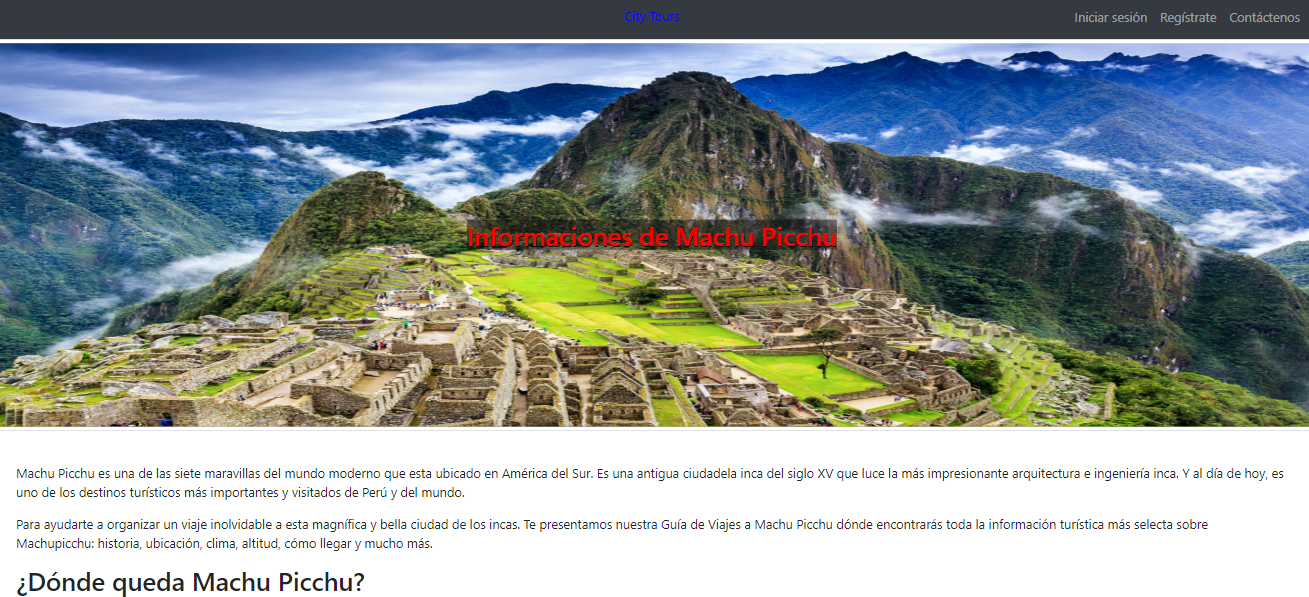 City Tours
Iniciar sesión Regístrate Contáctenos
Informaciones de Machu Picchu
Machu Picchu es una de las siete maravillas del mundo moderno que esta ubicado en América del Sur. Es una antigua ciudadela inca del siglo XV que luce la más impresionante arquitectura e ingeniería inca. Y al día de hoy, es
uno de los destinos turísticos más importantes y visitados de Perú y del mundo.
Para ayudarte a organizar un viaje inolvidable a esta magnífica y bella ciudad de los incas. Te presentamos nuestra Guía de Viajes a Machu Picchu dónde encontrarás toda la información turística más selecta sobre
Machupicchu: historia, ubicación, clima, altitud, cómo llegar y mucho más.
¿Dónde queda Machu Picchu?